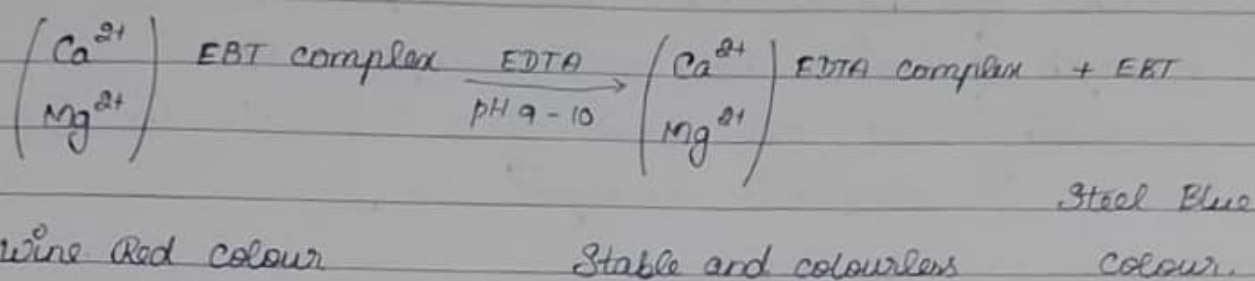 (Ca²⁺ EBT complex EDTA (Ca²⁺ EDTA complex + EBT
Mg²⁺) pH 9 - 10 Mg²⁺)
Steel Blue
Wine Red colour Stable and colourless colour.